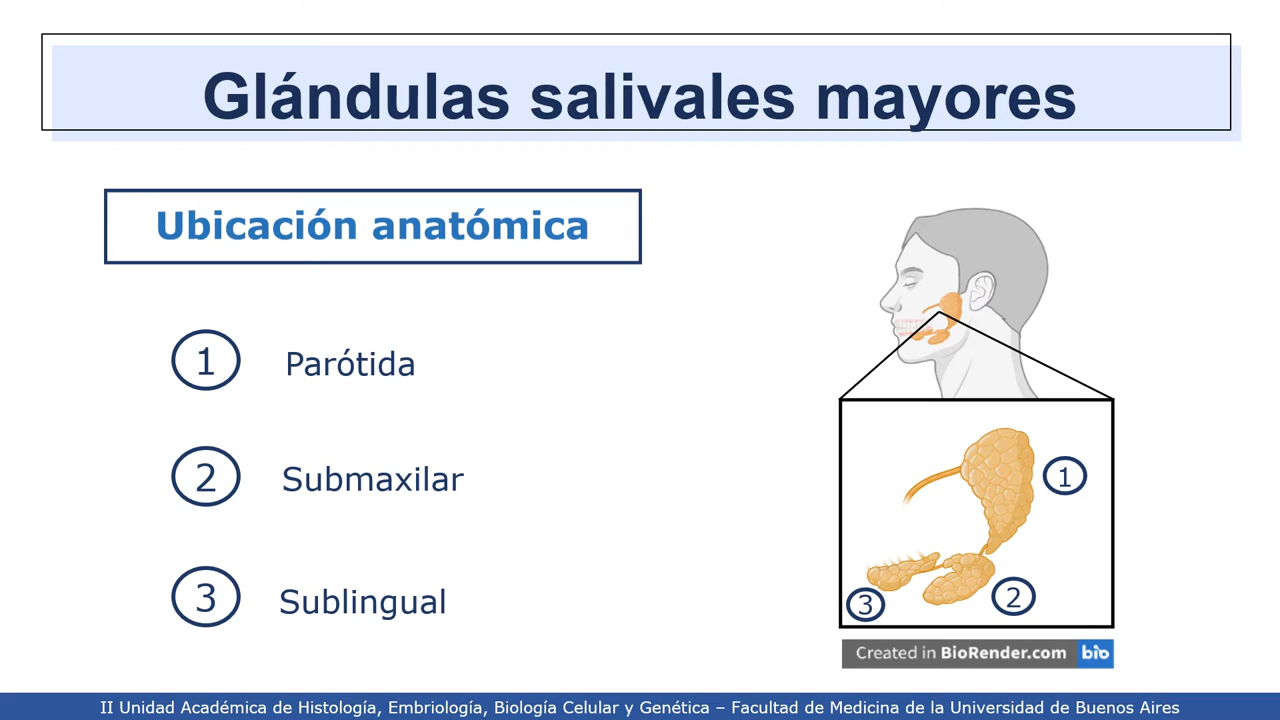 Glándulas salivales mayores
Ubicación anatómica
1 Parótida
2 Submaxilar
3 Sublingual
1
2
3
Created in BioRender.com bio
II Unidad Académica de Histología, Embriología, Biología Celular y Genética – Facultad de Medicina de la Universidad de Buenos Aires